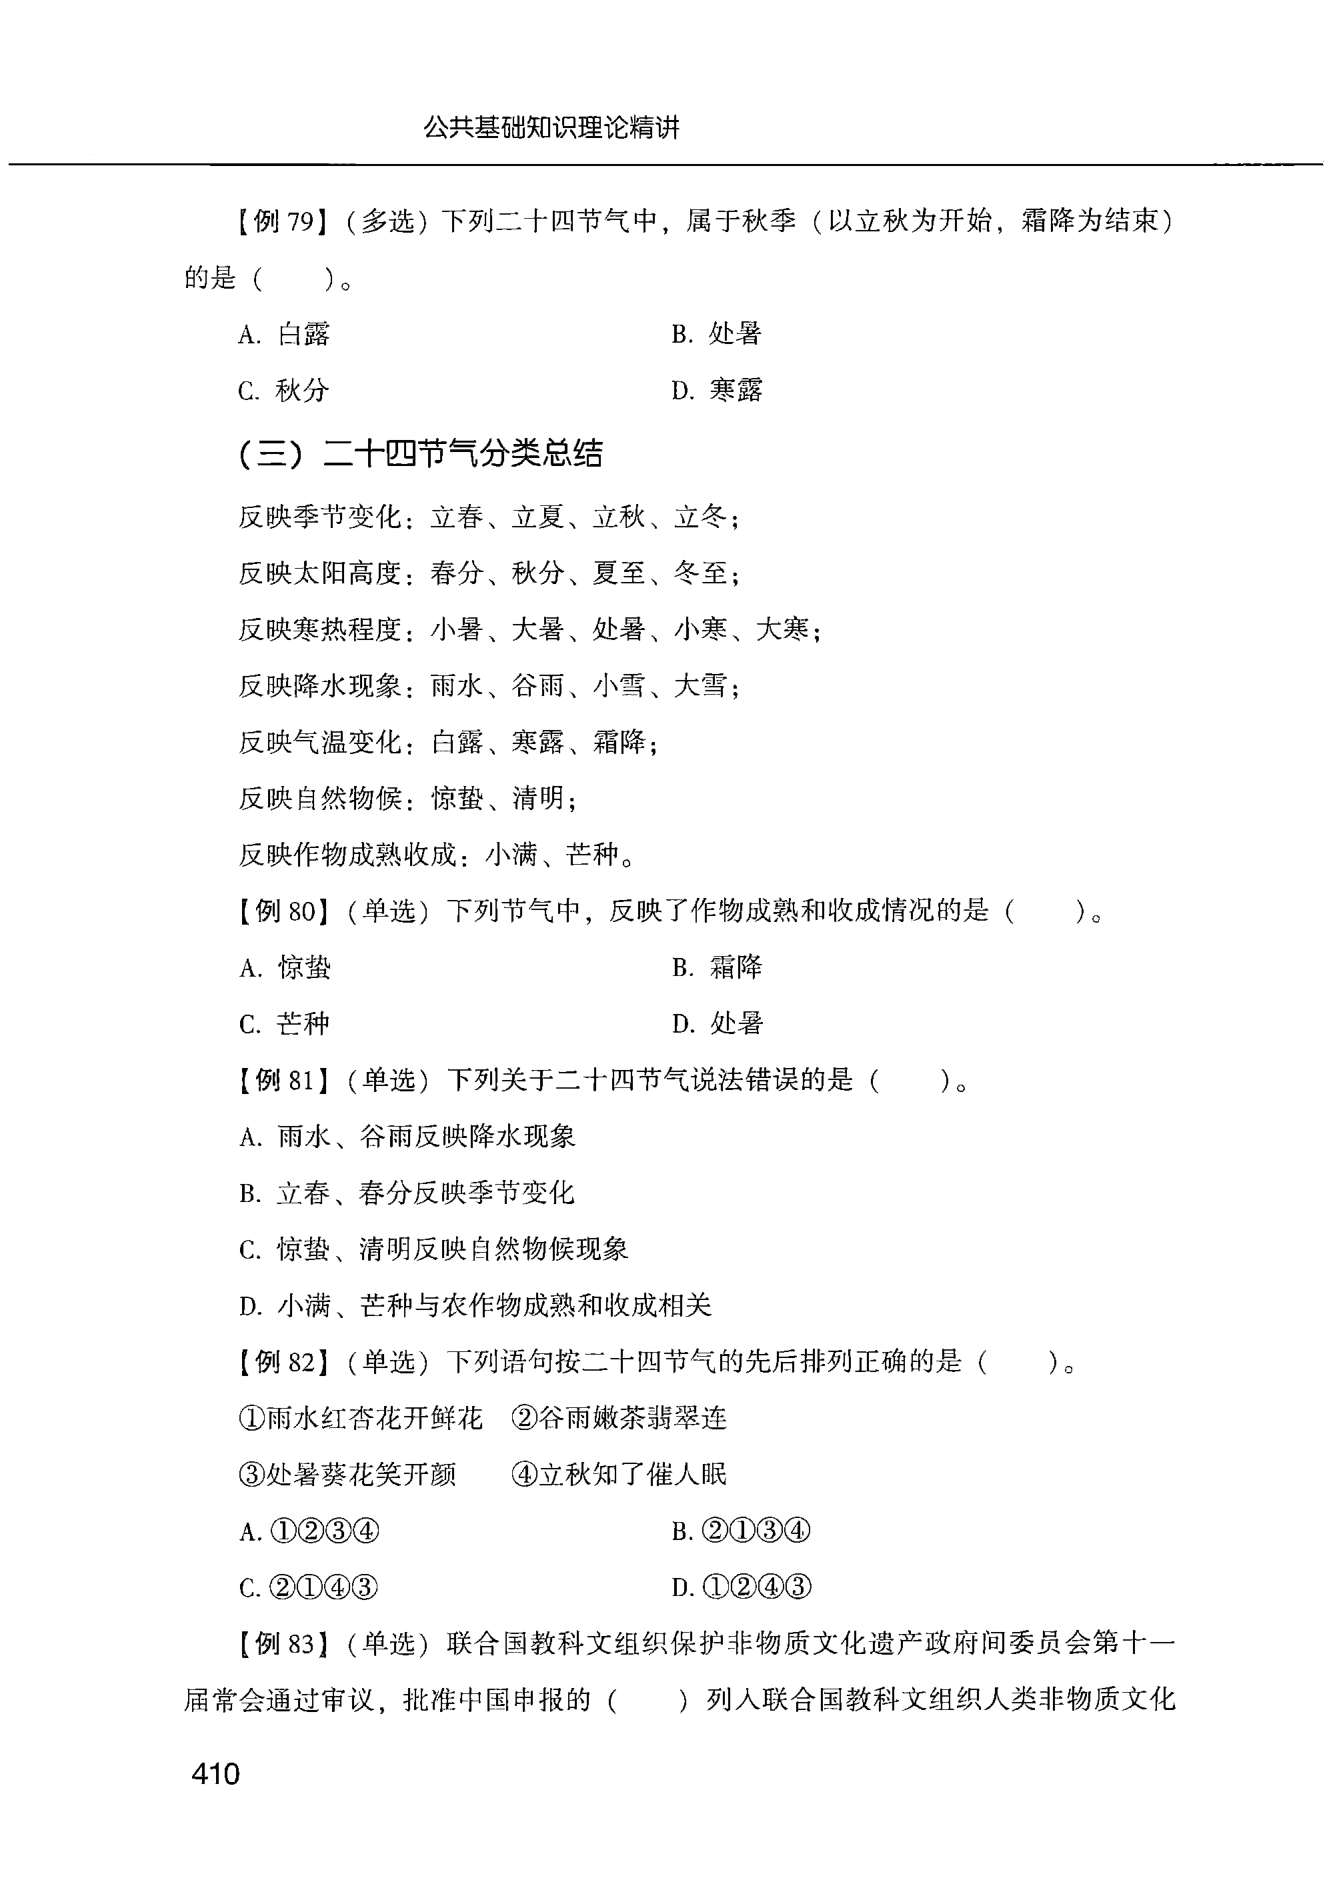 公共基础知识理论精讲
【例 79】（多选）下列二十四节气中，属于秋季（以立秋为开始，霜降为结束）
的是（　　）。
A. 白露　　B. 处暑
C. 秋分　　D. 寒露
（三）二十四节气分类总结
反映季节变化：立春、立夏、立秋、立冬；
反映太阳高度：春分、秋分、夏至、冬至；
反映寒热程度：小暑、大暑、处暑、小寒、大寒；
反映降水现象：雨水、谷雨、小雪、大雪；
反映气温变化：白露、寒露、霜降；
反映自然物候：惊蛰、清明；
反映作物成熟收成：小满、芒种。
【例 80】（单选）下列节气中，反映了作物成熟和收成情况的是（　　）。
A. 惊蛰　　B. 霜降
C. 芒种　　D. 处暑
【例 81】（单选）下列关于二十四节气说法错误的是（　　）。
A. 雨水、谷雨反映降水现象
B. 立春、春分反映季节变化
C. 惊蛰、清明反映自然物候现象
D. 小满、芒种与农作物成熟和收成相关
【例 82】（单选）下列语句按二十四节气的先后排列正确的是（　　）。
①雨水红杏花开鲜花　②谷雨嫩茶翡翠连
③处暑葵花笑开颜　　④立秋知了催人眠
A. ①②③④　　B. ②①③④
C. ②①④③　　D. ①②④③
【例 83】（单选）联合国教科文组织保护非物质文化遗产政府间委员会第十一
届常会通过审议，批准中国申报的（　　）列入联合国教科文组织人类非物质文化
410